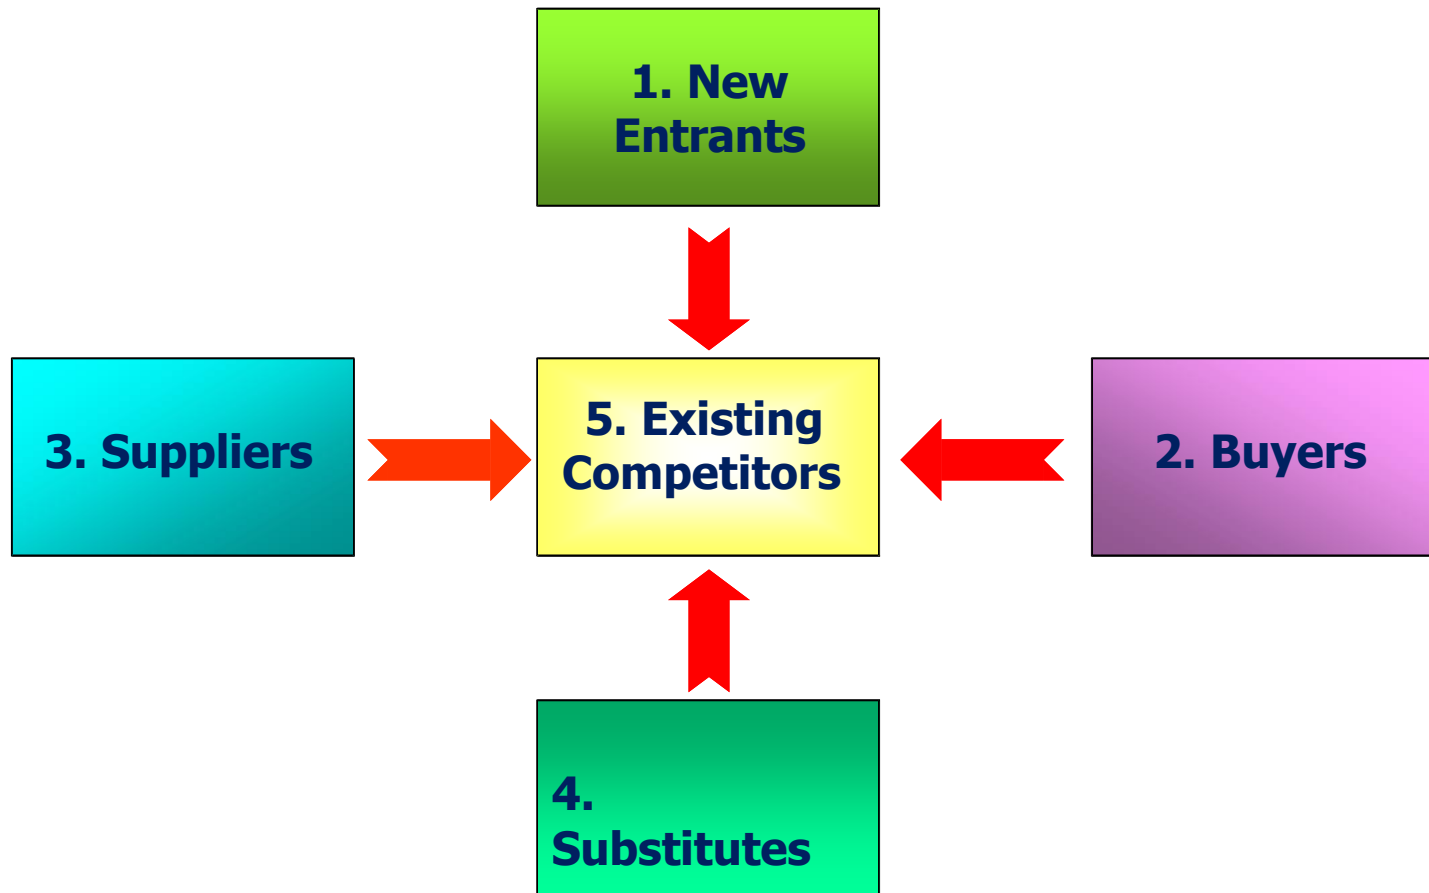 1. New
Entrants
3. Suppliers
5. Existing
Competitors
2. Buyers
4.
Substitutes